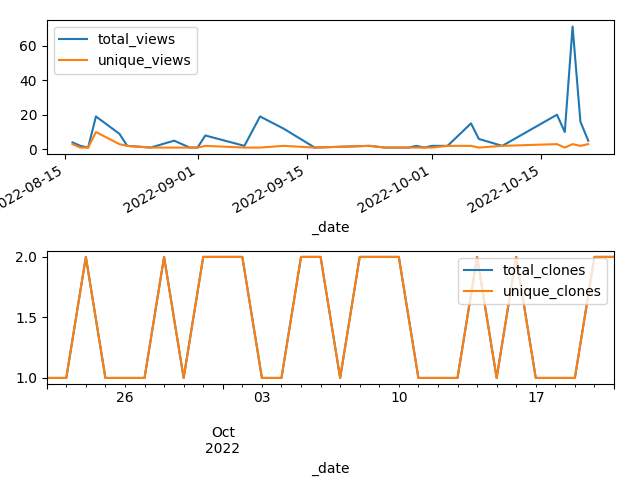 60
40
20
0
total_views
unique_views
2022-08-15
2022-09-01
2022-09-15
2022-10-01
2022-10-15
_date
2.0
1.5
1.0
total_clones
unique_clones
26
03
10
17
Oct
2022
_date